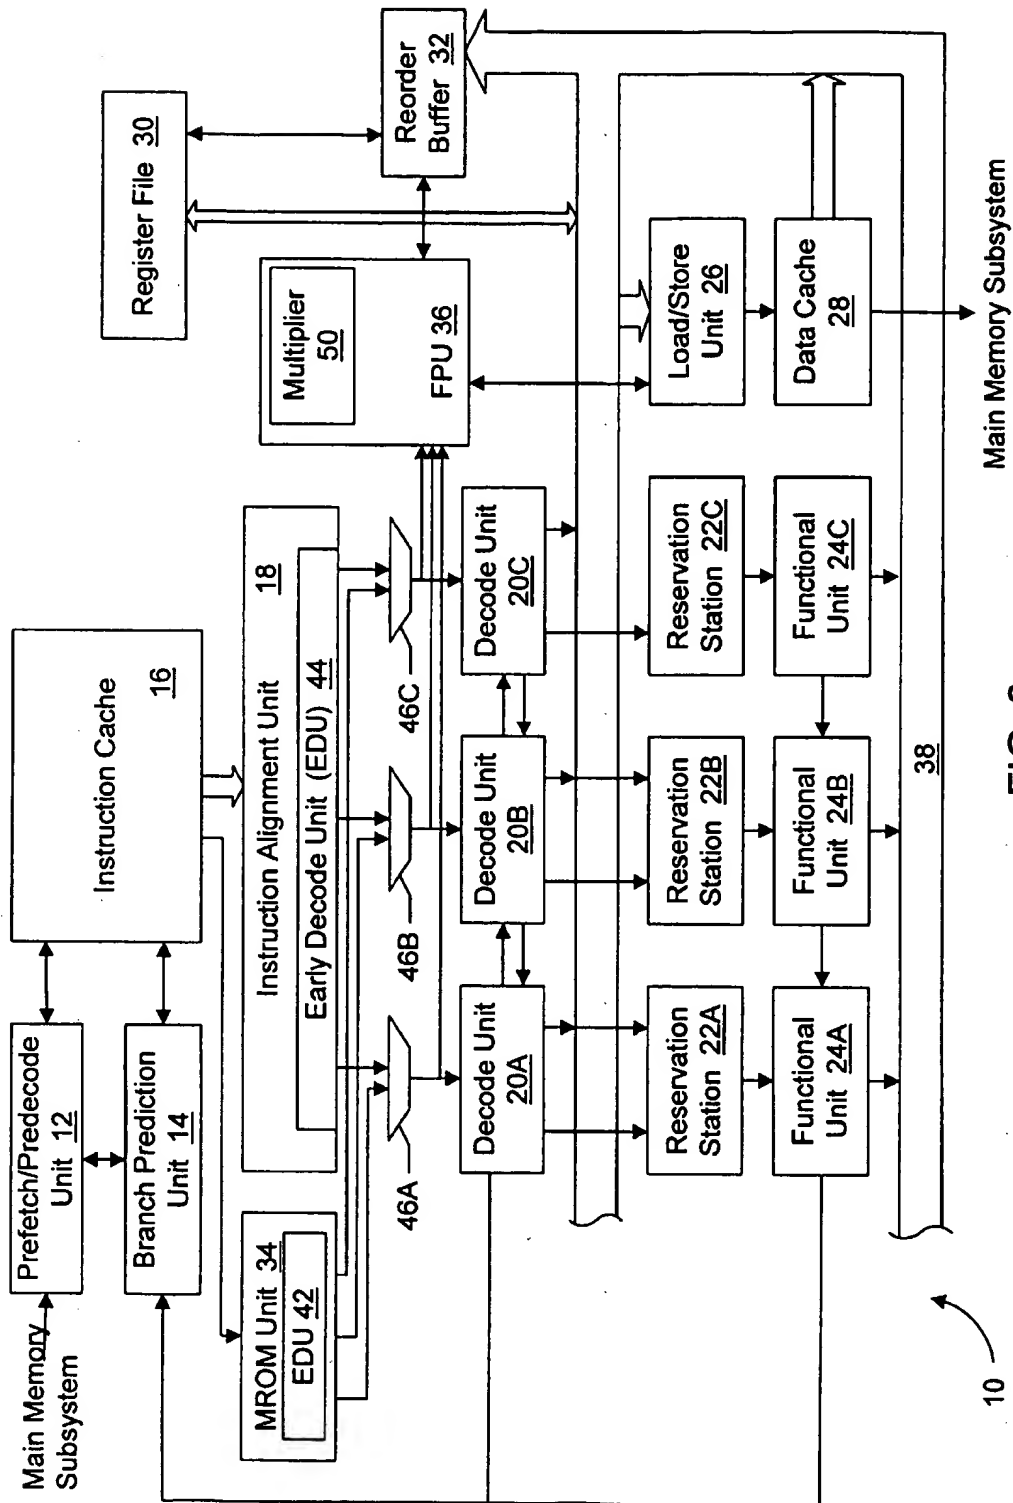 Main Memory
Subsystem
Prefetch/Predecode
Unit 12
Branch Prediction
Unit 14
Instruction Cache
16
Register File 30
Reorder
Buffer 32
MROM Unit 34
EDU 42
Instruction Alignment Unit
18
Early Decode Unit (EDU) 44
Multiplier
50
FPU 36
46A
46B
46C
Decode Unit
20A
Decode Unit
20B
Decode Unit
20C
Reservation
Station 22A
Reservation
Station 22B
Reservation
Station 22C
Load/Store
Unit 26
Functional
Unit 24A
Functional
Unit 24B
Functional
Unit 24C
Data Cache
28
38
10
Main Memory Subsystem
FIG